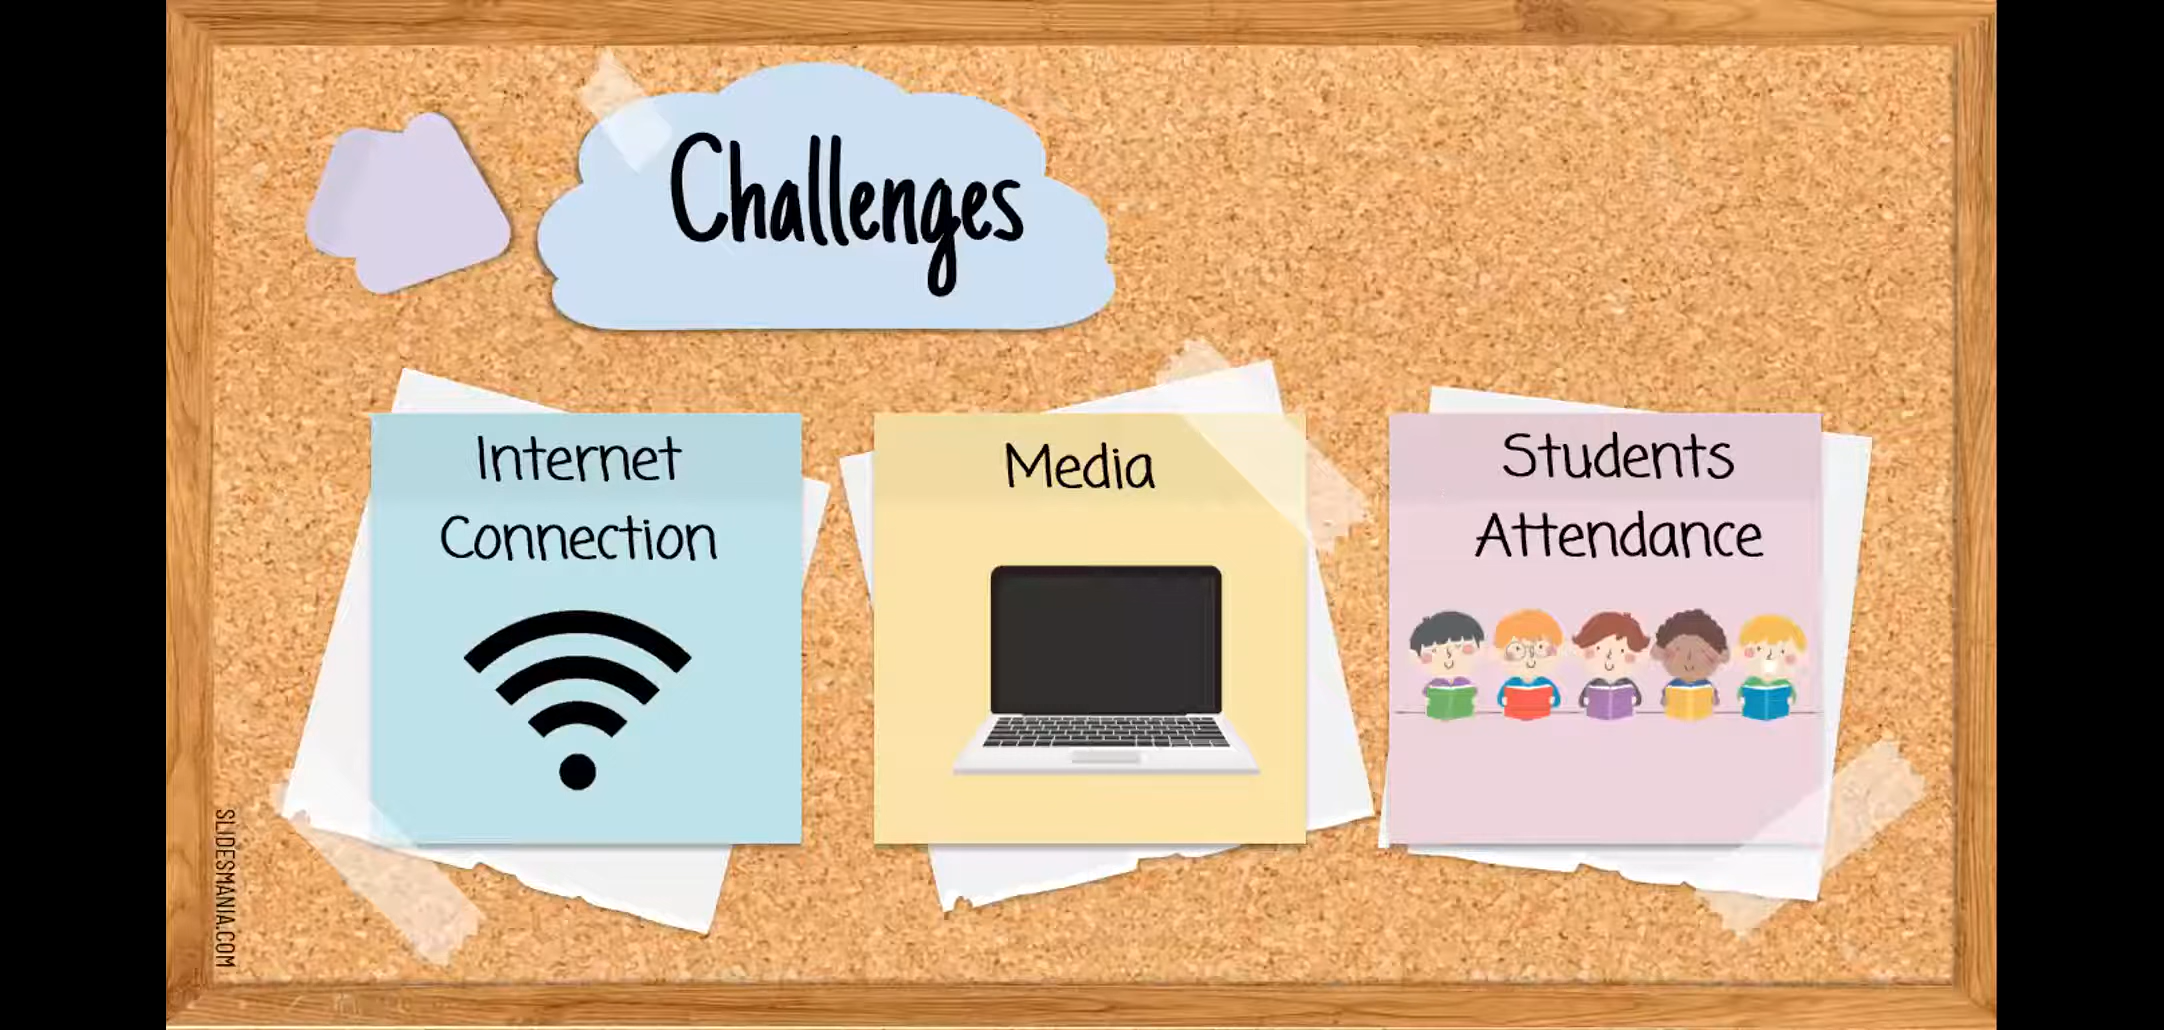 Challenges
Internet
Connection
Media
Students
Attendance
SLIDESMANIA.COM